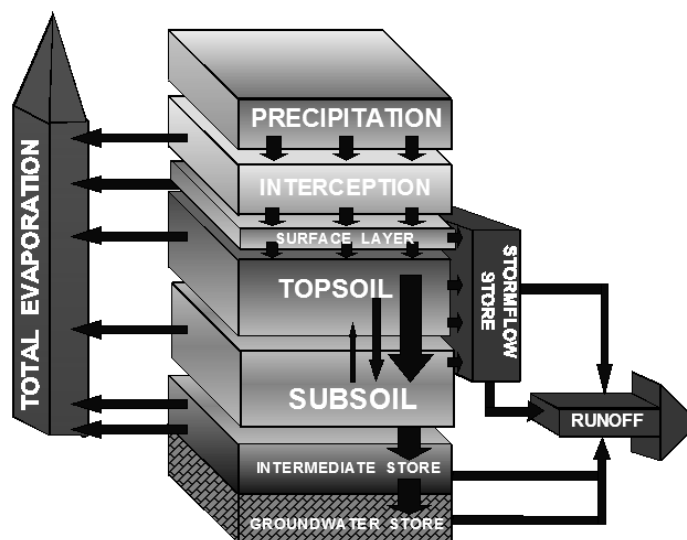 PRECIPITATION
INTERCEPTION
SURFACE LAYER
TOPSOIL
SUBSOIL
INTERMEDIATE STORE
GROUNDWATER STORE
TOTAL EVAPORATION
STORMFLOW
STORE
RUNOFF